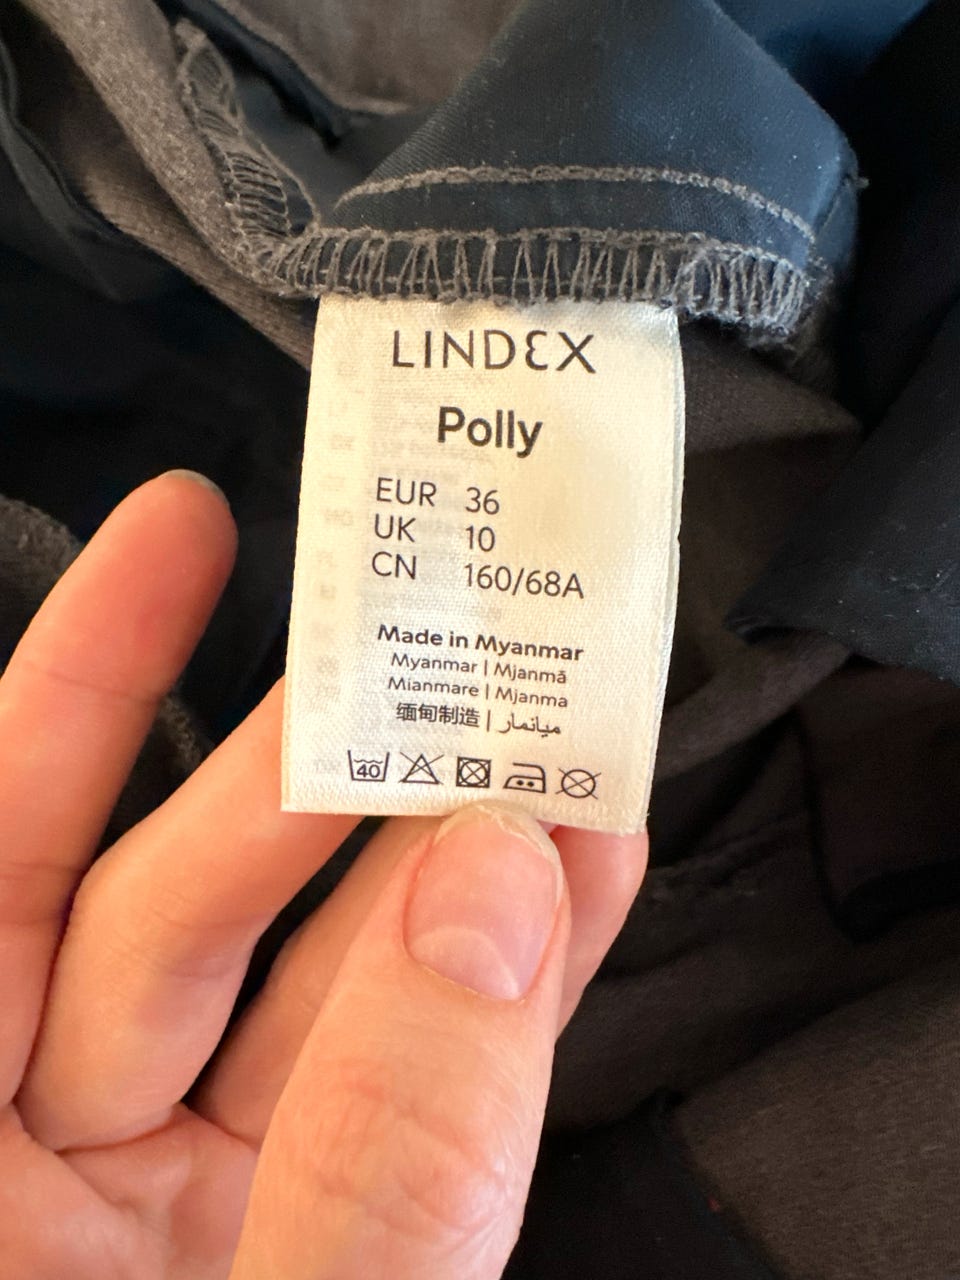 LINDEX
Polly
EUR 36
UK 10
CN 160/68A
Made in Myanmar
Myanmar | Mjanmā
Mianmare | Mjanma
缅甸制造 | ميانمار
40